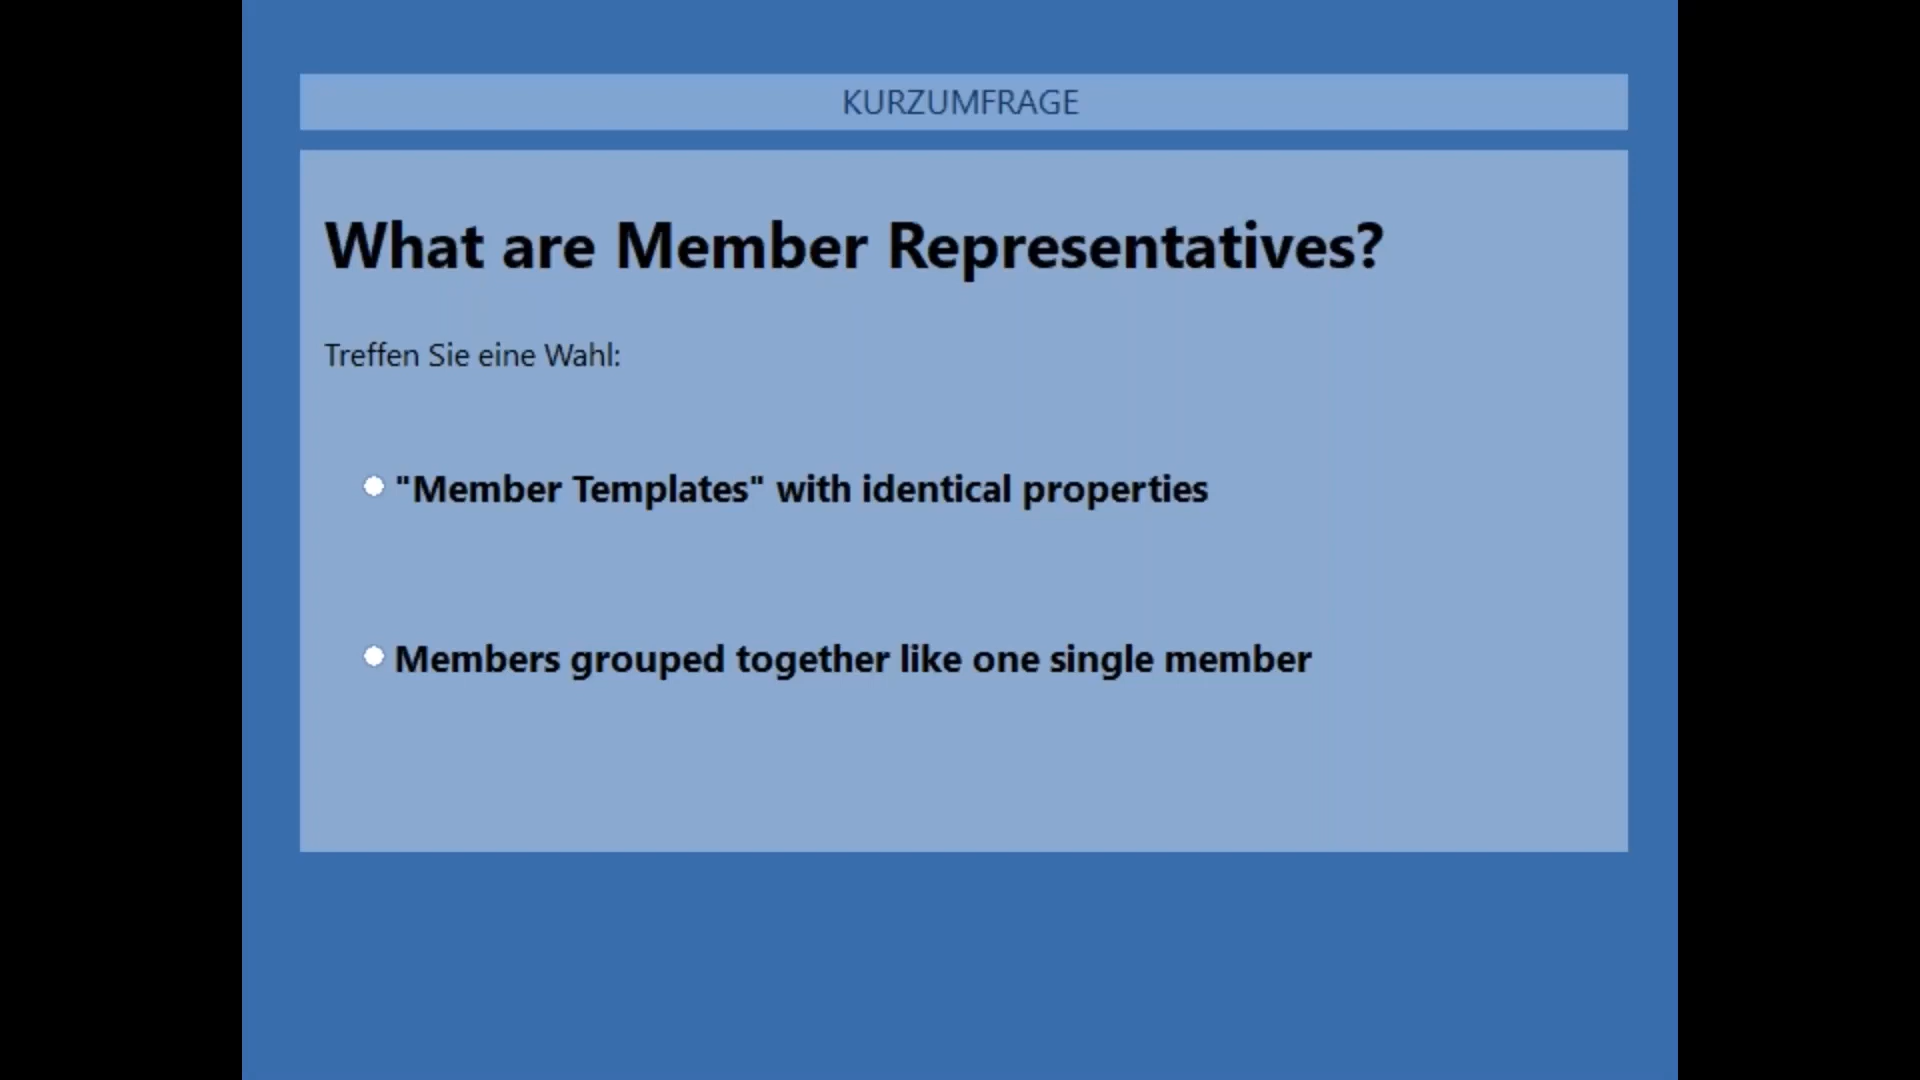 KURZUMFRAGE
What are Member Representatives?
Treffen Sie eine Wahl:
"Member Templates" with identical properties
Members grouped together like one single member